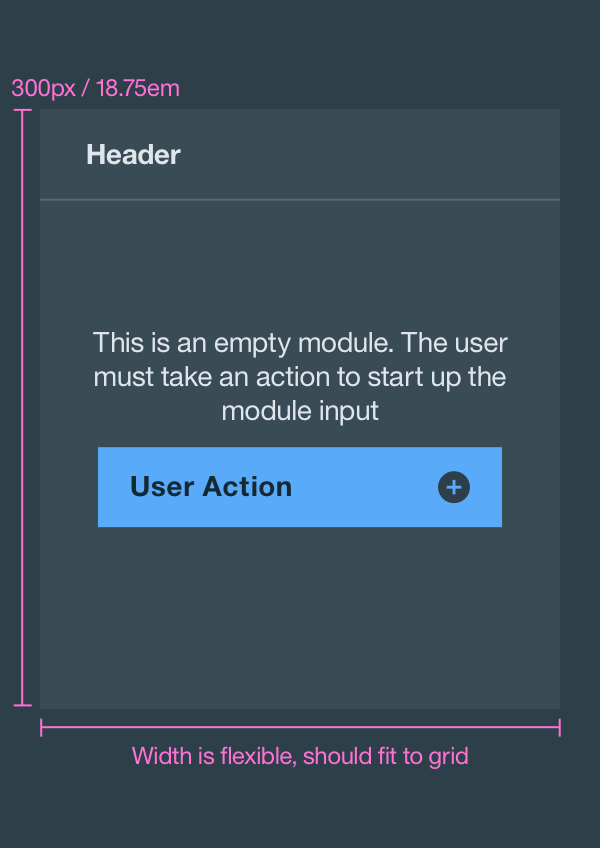 300px / 18.75em
Header
This is an empty module. The user
must take an action to start up the
module input
User Action
Width is flexible, should fit to grid